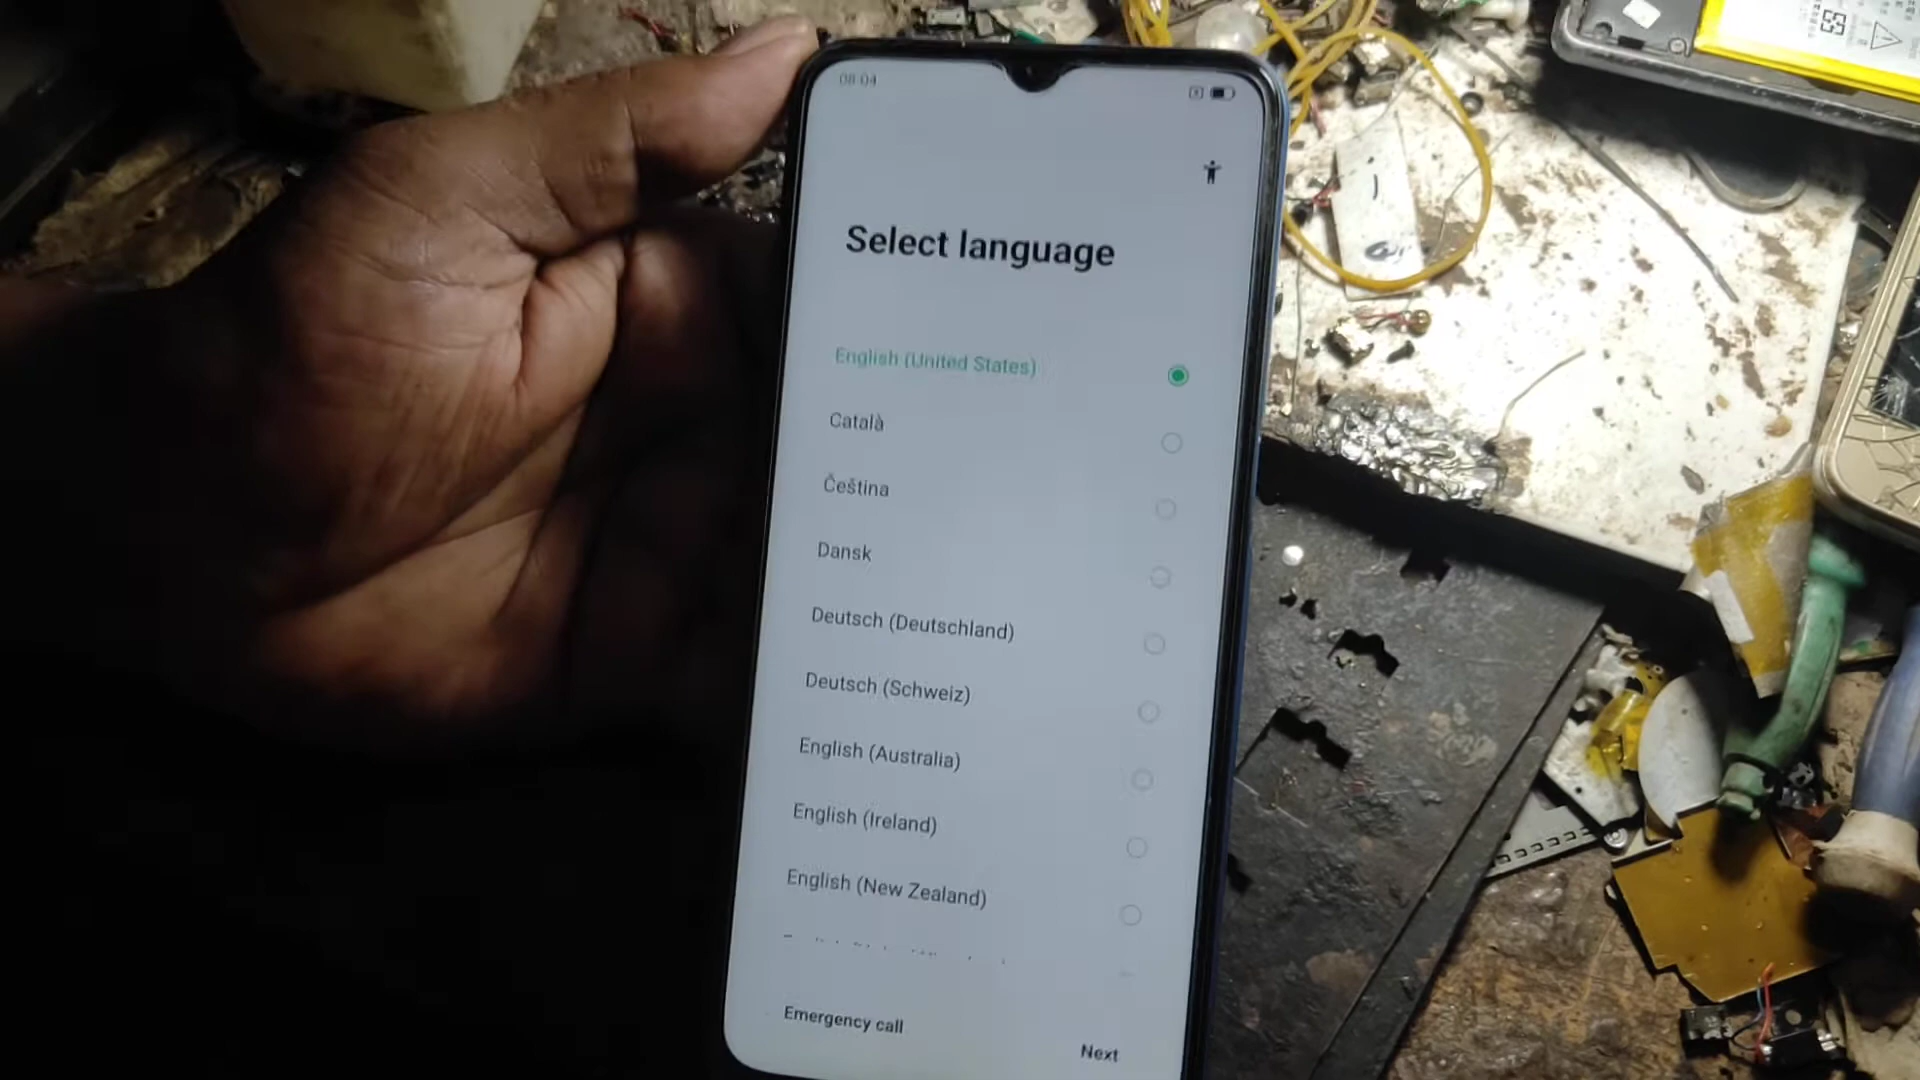 08:04
Select language
English (United States)
Català
Čeština
Dansk
Deutsch (Deutschland)
Deutsch (Schweiz)
English (Australia)
English (Ireland)
English (New Zealand)
Emergency call
Next